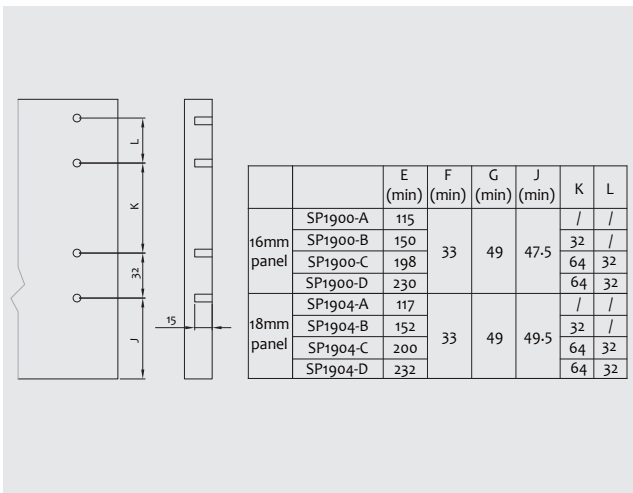 L
K
32
J
15
E F G J K L
(min) (min) (min) (min)
16mm panel
SP1900-A 115 33 49 47.5 / /
SP1900-B 150 32 /
SP1900-C 198 64 32
SP1900-D 230 64 32
18mm panel
SP1904-A 117 33 49 49.5 / /
SP1904-B 152 32 /
SP1904-C 200 64 32
SP1904-D 232 64 32